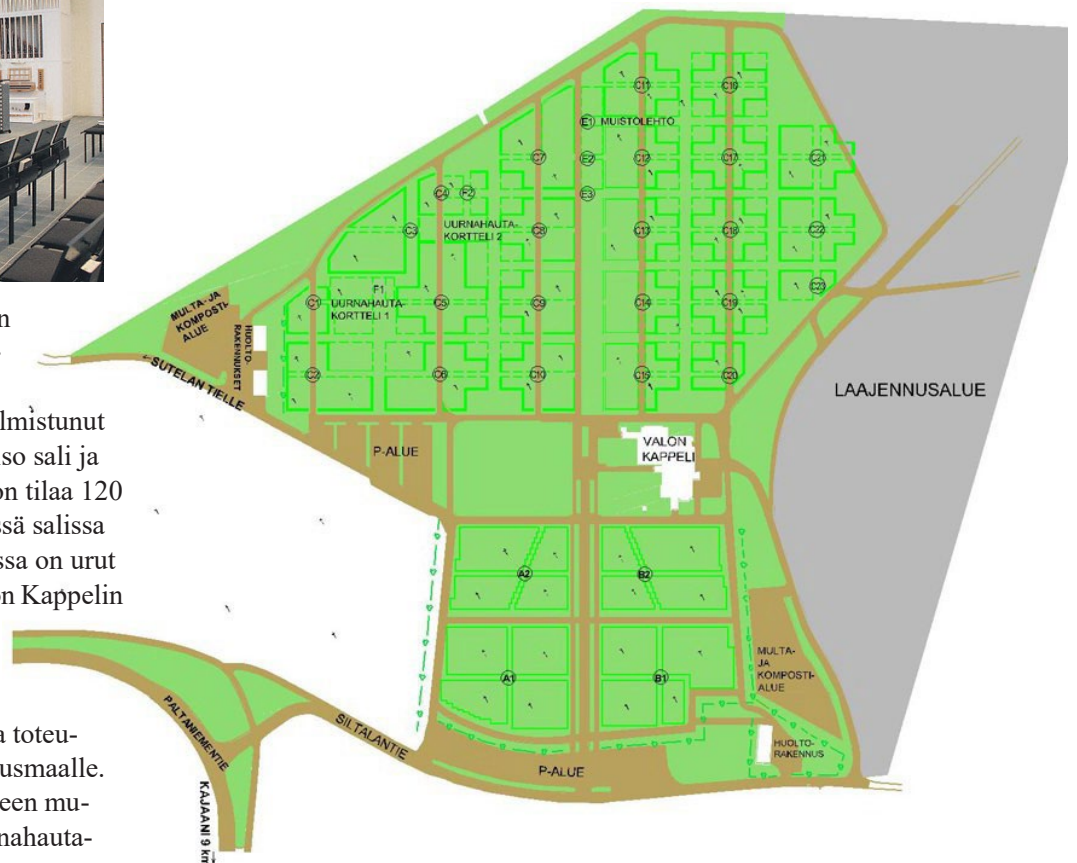 n
lmistunut
so sali ja
on tilaa 120
ssä salissa
ssa on urut
on Kappelin
a toteu-
usmaalle.
een mu-
nahauta-
C11
C16
E1 MUISTOLEHTO
C7
E2
C12
C17
C21
C4
F2
E3
C3
UURNAHAUTA-
KORTTELI 2
C8
C13
C18
C22
F1
C1
UURNAHAUTA-
KORTTELI 1
C5
C9
C14
C19
C23
MULTA- JA
KOMPOSTI-
ALUE
HUOLTO-
RAKENNUKSET
SUTELAN TIELLE
C2
C6
C10
C15
C20
LAAJENNUSALUE
P-ALUE
VALON
KAPPELI
A2
B2
A1
B1
MULTA-
JA
KOMPOSTI-
ALUE
HUOLTO-
RAKENNUS
PALTANIEMENTIE
SILTALANTIE
P-ALUE
KAJAANI 9 km